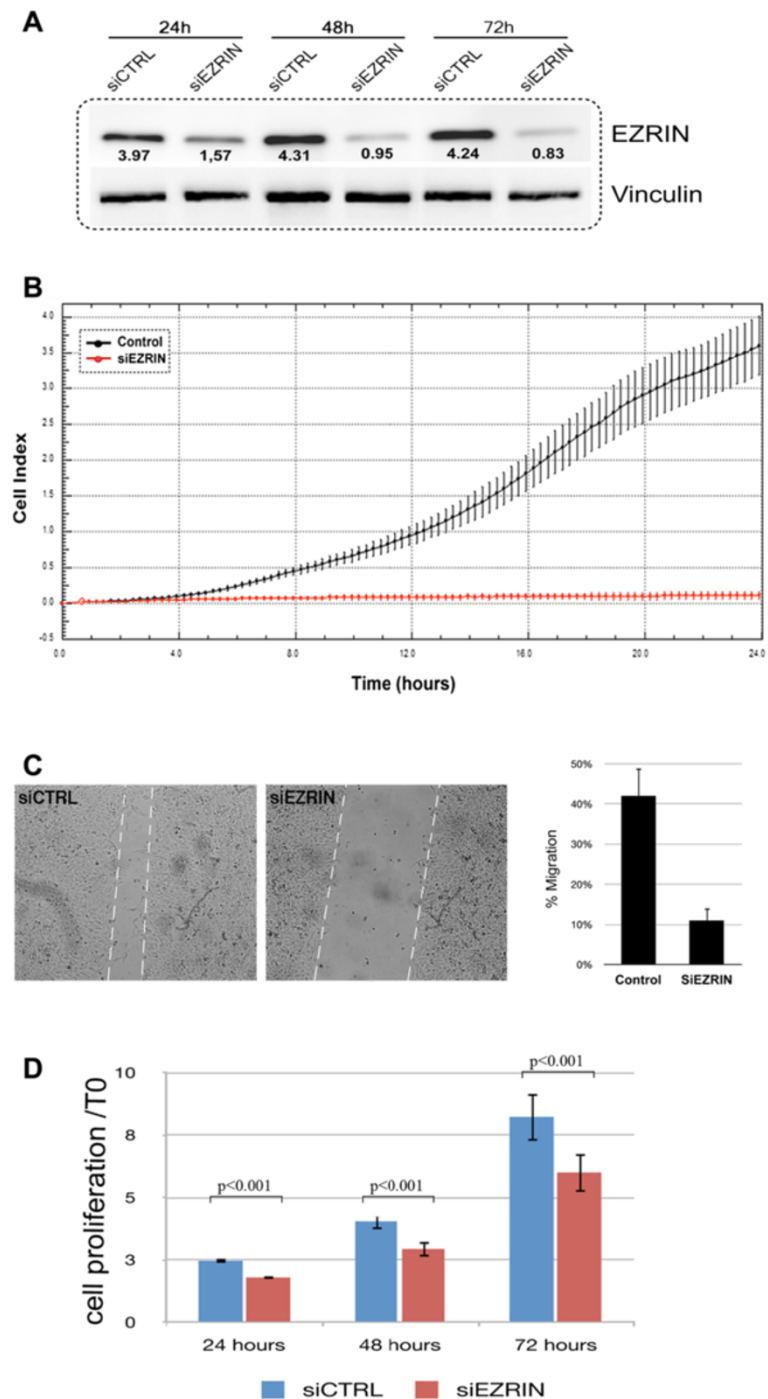 A
24h 48h 72h
siCTRL siEZRIN siCTRL siEZRIN siCTRL siEZRIN
EZRIN
3.97 1,57 4.31 0.95 4.24 0.83
Vinculin
B
4.0
3.5
3.0
2.5
2.0
1.5
1.0
0.5
0.0
-0.5
Control
siEZRIN
Cell Index
0.0 4.0 8.0 12.0 16.0 20.0 24.0
Time (hours)
C
siCTRL
siEZRIN
50%
40%
30%
20%
10%
0%
% Migration
Control SiEZRIN
D
10
8
5
3
0
cell proliferation /T0
p<0.001
p<0.001
p<0.001
24 hours 48 hours 72 hours
siCTRL siEZRIN